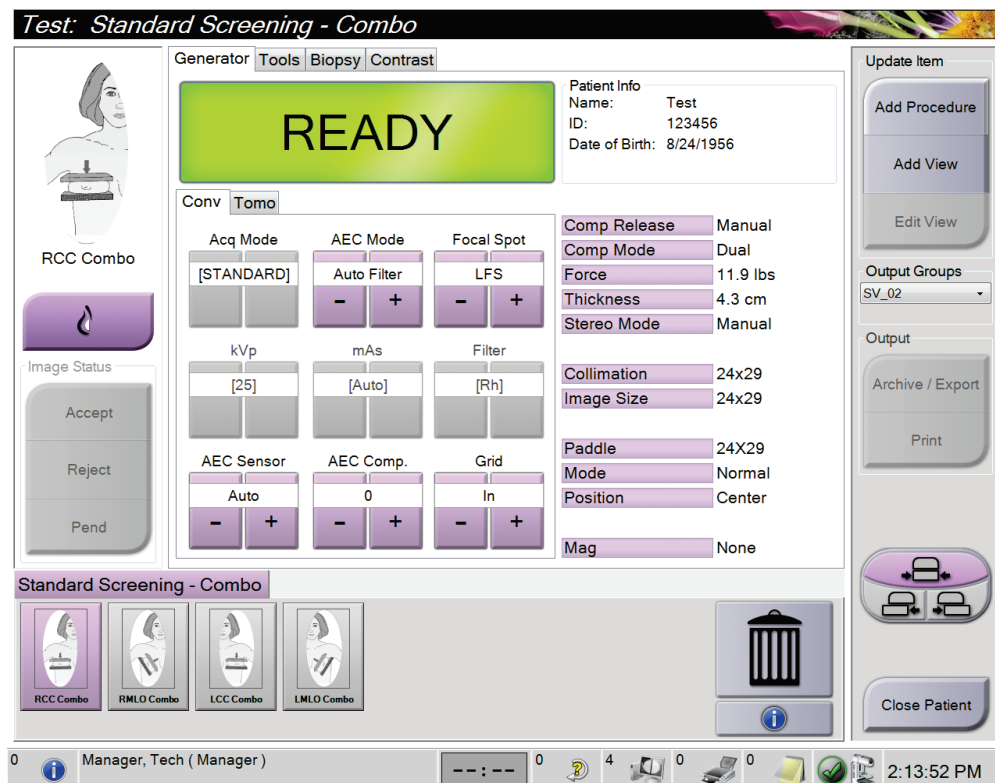 Test: Standard Screening - Combo
Generator Tools Biopsy Contrast
READY
Patient Info
Name: Test
ID: 123456
Date of Birth: 8/24/1956
RCC Combo
Image Status
Accept
Reject
Pend
Conv Tomo
Acq Mode AEC Mode Focal Spot
[STANDARD] Auto Filter LFS
- + - +
kVp mAs Filter
[25] [Auto] [Rh]
AEC Sensor AEC Comp. Grid
Auto 0 In
- + - + - +
Comp Release Manual
Comp Mode Dual
Force 11.9 lbs
Thickness 4.3 cm
Stereo Mode Manual
Collimation 24x29
Image Size 24x29
Paddle 24X29
Mode Normal
Position Center
Mag None
Update Item
Add Procedure
Add View
Edit View
Output Groups
SV_02
Output
Archive / Export
Print
Standard Screening - Combo
RCC Combo RMLO Combo LCC Combo LMLO Combo
i
Close Patient
0 i Manager, Tech ( Manager ) --:-- 0 ? 4 0 0 2:13:52 PM